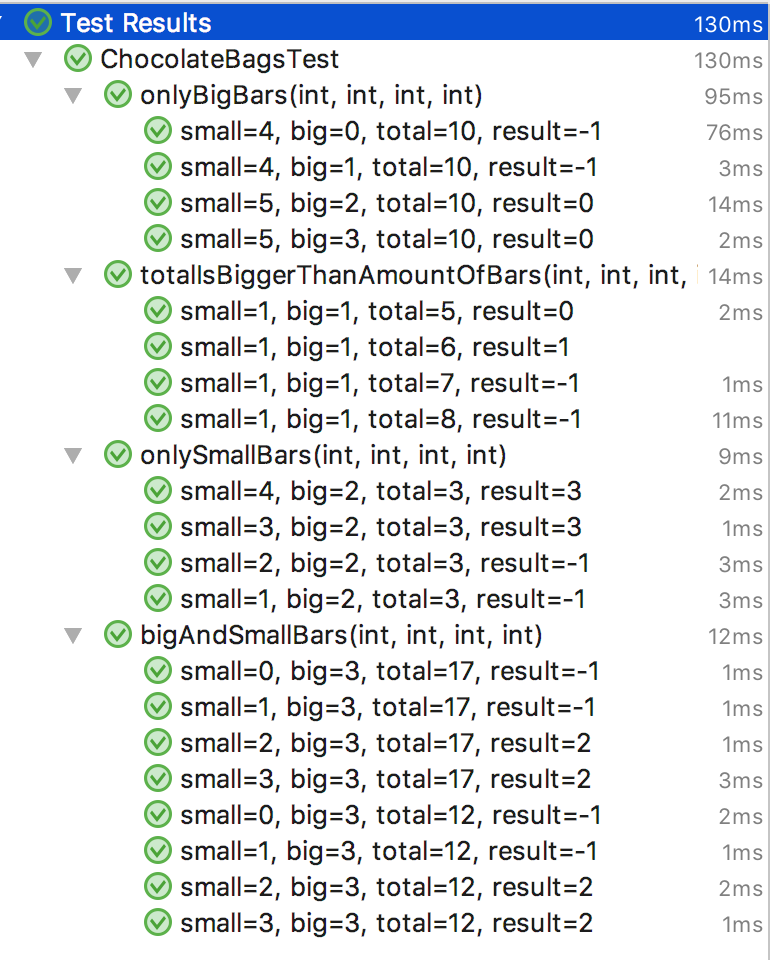 Test Results 130ms
ChocolateBagsTest 130ms
onlyBigBars(int, int, int, int) 95ms
small=4, big=0, total=10, result=-1 76ms
small=4, big=1, total=10, result=-1 3ms
small=5, big=2, total=10, result=0 14ms
small=5, big=3, total=10, result=0 2ms
totalIsBiggerThanAmountOfBars(int, int, int, 14ms
small=1, big=1, total=5, result=0 2ms
small=1, big=1, total=6, result=1
small=1, big=1, total=7, result=-1 1ms
small=1, big=1, total=8, result=-1 11ms
onlySmallBars(int, int, int, int) 9ms
small=4, big=2, total=3, result=3 2ms
small=3, big=2, total=3, result=3 1ms
small=2, big=2, total=3, result=-1 3ms
small=1, big=2, total=3, result=-1 3ms
bigAndSmallBars(int, int, int, int) 12ms
small=0, big=3, total=17, result=-1 1ms
small=1, big=3, total=17, result=-1 1ms
small=2, big=3, total=17, result=2 1ms
small=3, big=3, total=17, result=2 3ms
small=0, big=3, total=12, result=-1 2ms
small=1, big=3, total=12, result=-1 1ms
small=2, big=3, total=12, result=2 2ms
small=3, big=3, total=12, result=2 1ms